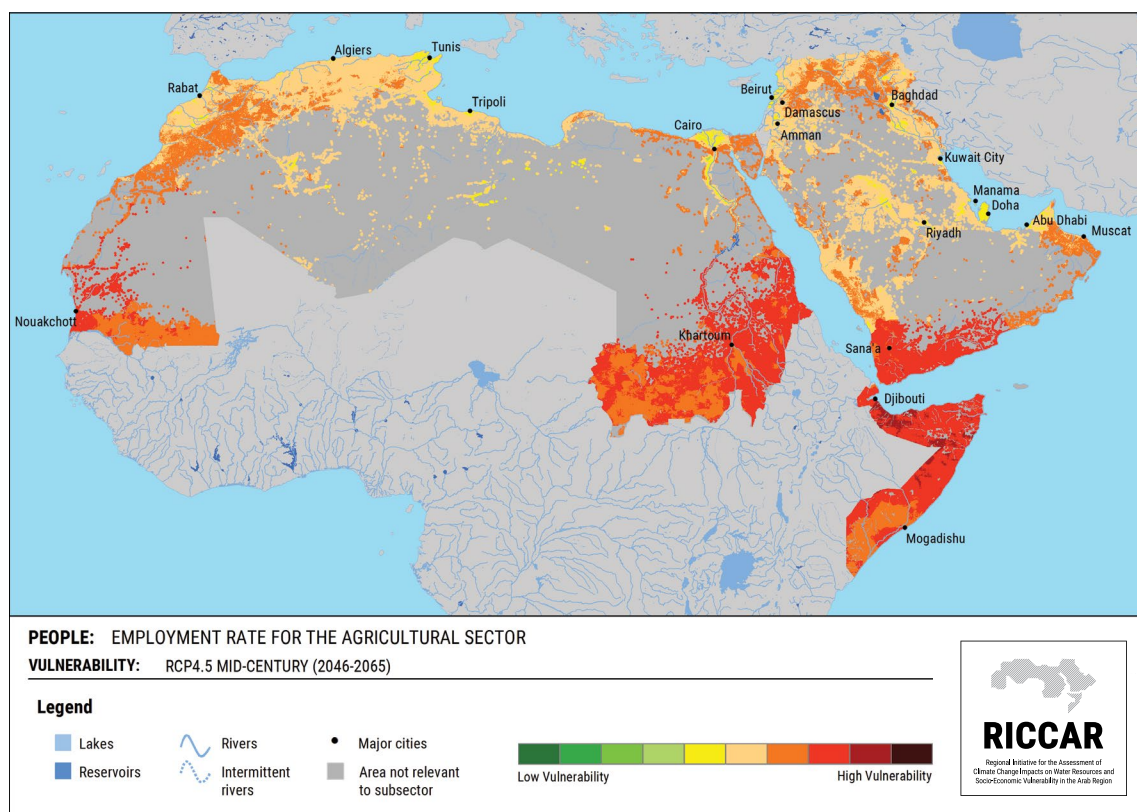 Algiers
Tunis
Rabat
Tripoli
Beirut
Damascus
Baghdad
Cairo
Amman
Kuwait City
Manama
Doha
Abu Dhabi
Riyadh
Muscat
Nouakchott
Khartoum
Sana'a
Djibouti
Mogadishu
PEOPLE: EMPLOYMENT RATE FOR THE AGRICULTURAL SECTOR
VULNERABILITY: RCP4.5 MID-CENTURY (2046-2065)
Legend
Lakes
Rivers
Major cities
Reservoirs
Intermittent
rivers
Area not relevant
to subsector
Low Vulnerability
High Vulnerability
RICCAR
Regional Initiative for the Assessment of
Climate Change Impacts on Water Resources and
Socio-Economic Vulnerability in the Arab Region